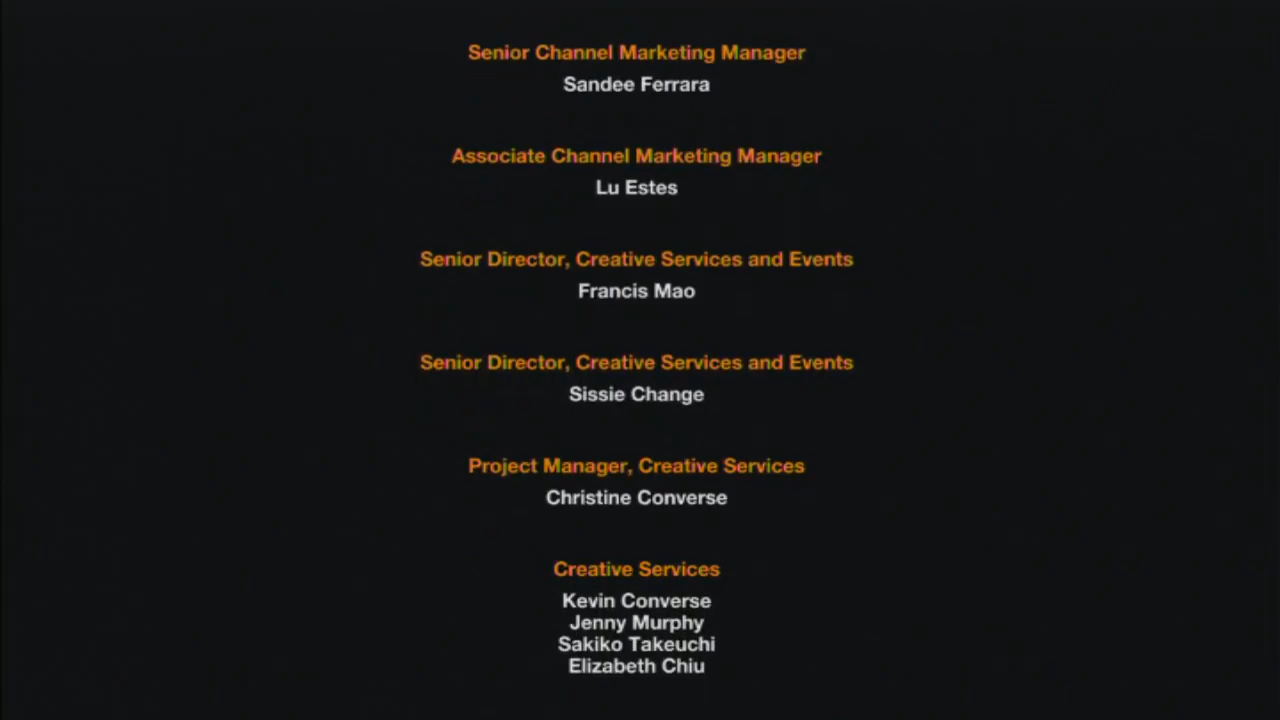 Senior Channel Marketing Manager
Sandee Ferrara
Associate Channel Marketing Manager
Lu Estes
Senior Director, Creative Services and Events
Francis Mao
Senior Director, Creative Services and Events
Sissie Change
Project Manager, Creative Services
Christine Converse
Creative Services
Kevin Converse
Jenny Murphy
Sakiko Takeuchi
Elizabeth Chiu